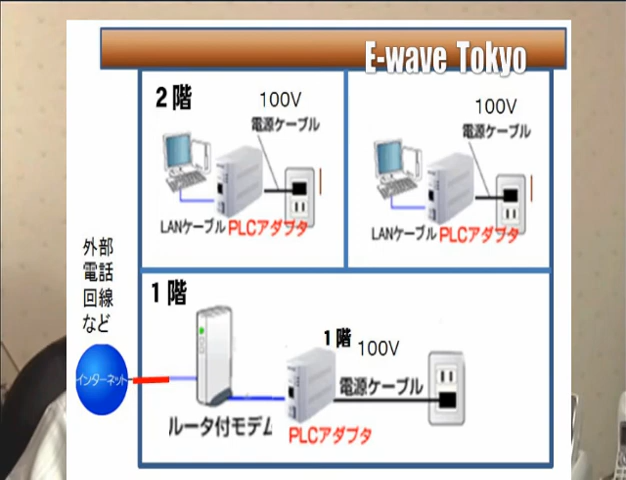 E-wave Tokyo
2階
100V
電源ケーブル
LANケーブル PLCアダプタ
100V
電源ケーブル
LANケーブル PLCアダプタ
外部
電話
回線
など
インターネット
1階
1階 100V
電源ケーブル
ルータ付モデム
PLCアダプタ